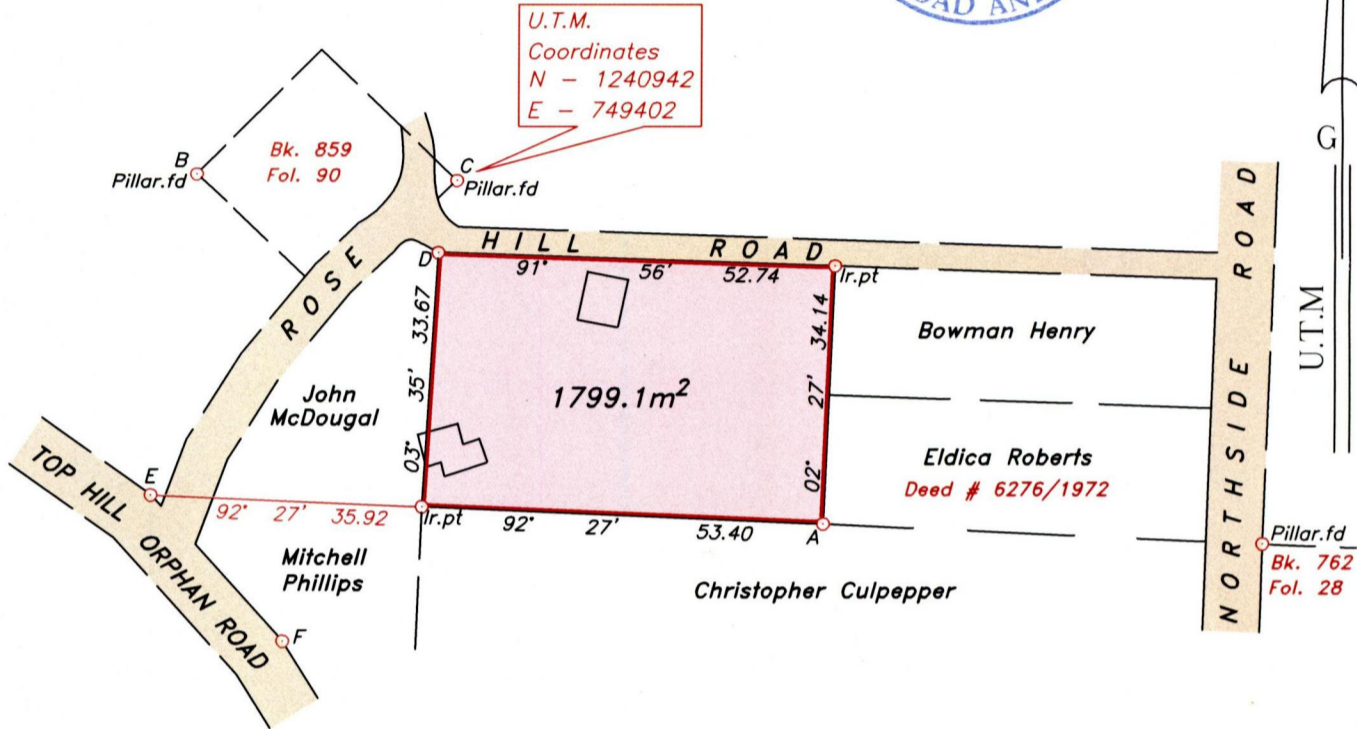 OAD AND
U.T.M.
Coordinates
N - 1240942
E - 749402
G
U.T.M
B
Pillar.fd
Bk. 859
Fol. 90
C
Pillar.fd
ROSE
HILL ROAD
D
91° 56' 52.74
Ir.pt
33.67
35'
03°
34.14
27'
02°
1799.1m²
Bowman Henry
John
McDougal
Eldica Roberts
Deed # 6276/1972
NORTHSIDE ROAD
TOP HILL
ORPHAN ROAD
E
92° 27' 35.92
Ir.pt
92° 27' 53.40
A
Mitchell
Phillips
Christopher Culpepper
F
Pillar.fd
Bk. 762
Fol. 28